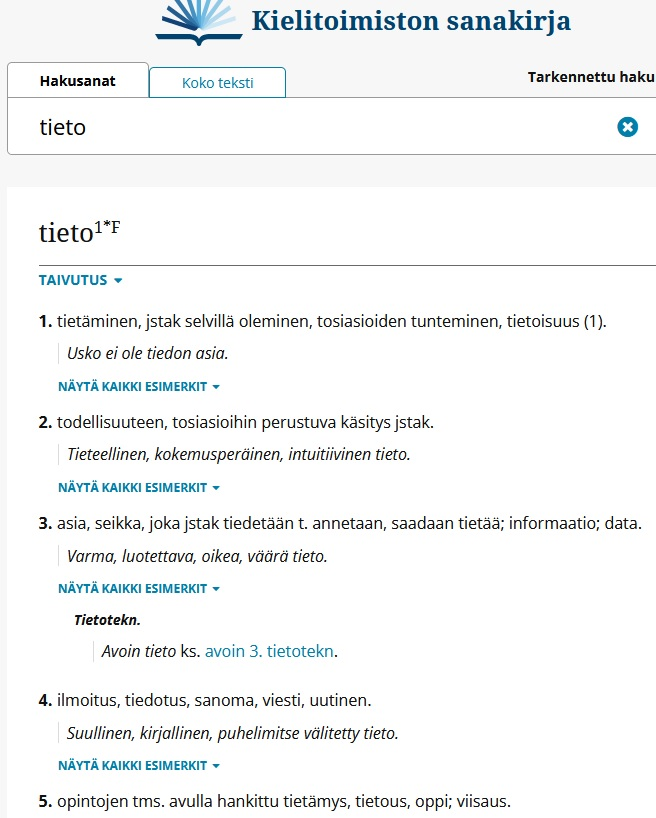 Kielitoimiston sanakirja
Hakusanat
Koko teksti
Tarkennettu haku
tieto
tieto1*F
TAIVUTUS
1. tietäminen, jstak selvillä oleminen, tosiasioiden tunteminen, tietoisuus (1).
Usko ei ole tiedon asia.
NÄYTÄ KAIKKI ESIMERKIT
2. todellisuuteen, tosiasioihin perustuva käsitys jstak.
Tieteellinen, kokemusperäinen, intuitiivinen tieto.
NÄYTÄ KAIKKI ESIMERKIT
3. asia, seikka, joka jstak tiedetään t. annetaan, saadaan tietää; informaatio; data.
Varma, luotettava, oikea, väärä tieto.
NÄYTÄ KAIKKI ESIMERKIT
Tietotekn.
Avoin tieto ks. avoin 3. tietotekn.
4. ilmoitus, tiedotus, sanoma, viesti, uutinen.
Suullinen, kirjallinen, puhelimitse välitetty tieto.
NÄYTÄ KAIKKI ESIMERKIT
5. opintojen tms. avulla hankittu tietämys, tietous, oppi; viisaus.